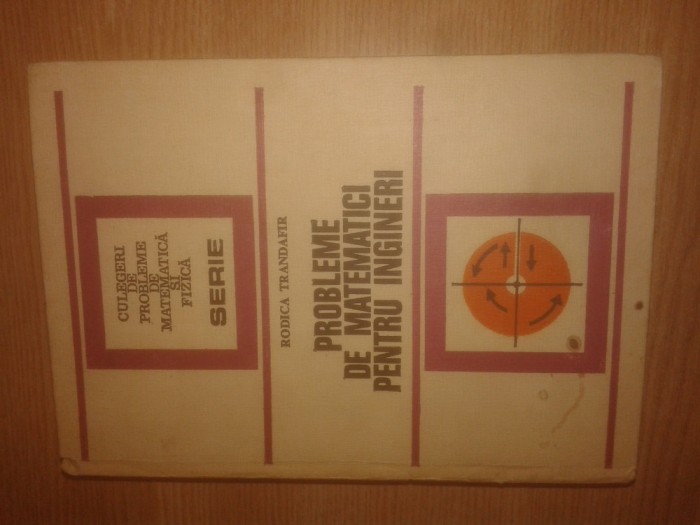 CULEGERI
DE
PROBLEME
DE
MATEMATICĂ
ŞI
FIZICĂ
SERIE
RODICA TRANDAFIR
PROBLEME
DE MATEMATICI
PENTRU INGINERI